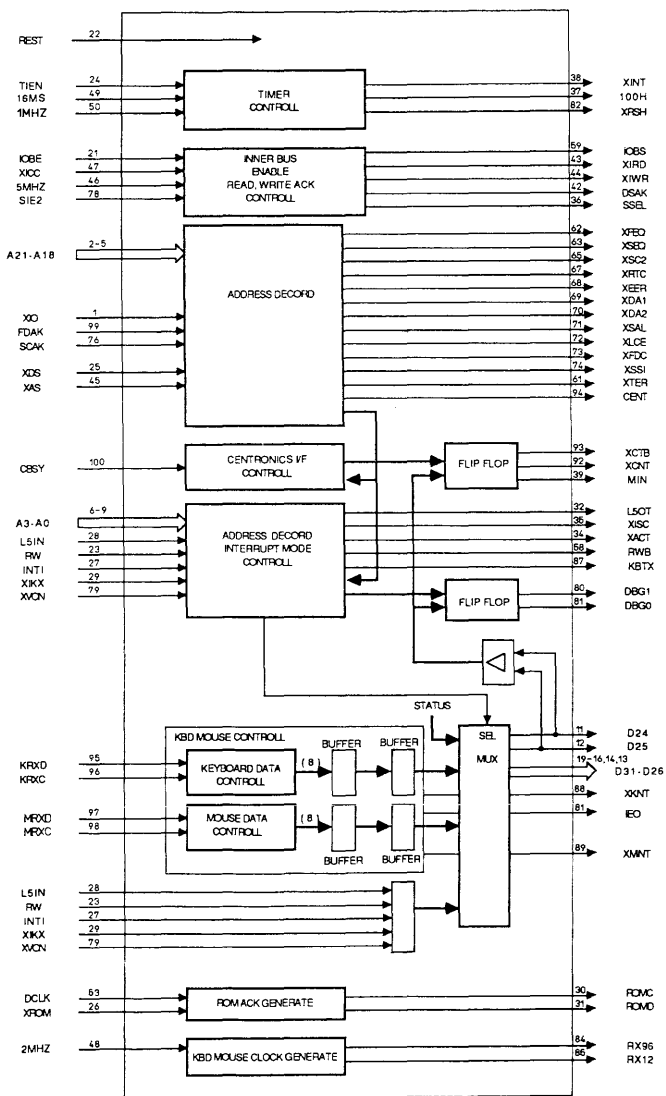 REST 22
TIEN 24
16MS 49
1MHZ 50
TIMER
CONTROLL
38 XINT
37 100H
82 XRSH
IOBE 21
XICC 47
5MHZ 46
SIE2 78
INNER BUS
ENABLE
READ, WRITE ACK
CONTROLL
59 IOBS
43 XIRD
44 XIWR
42 DSAK
36 SSEL
A21-A18 2-5
XIO 1
FDAK 99
SCAK 76
XDS 25
XAS 45
ADDRESS DECORD
62 XFEQ
63 XSEQ
65 XSC2
67 XRTC
68 XEER
69 XDA1
70 XDA2
71 XSAL
72 XLCE
73 XFDC
74 XSSI
61 XTER
94 CENT
CBSY 100
CENTRONICS I/F
CONTROLL
FLIP FLOP
93 XCTB
92 XCNT
39 MIN
A3-A0 6-9
L5IN 28
RW 23
INTI 27
XIKX 29
XVCN 79
ADDRESS DECORD
INTERRUPT MODE
CONTROLL
32 L5OT
35 XISC
34 XACT
58 RWB
87 KBTX
FLIP FLOP
80 DBG1
81 DBG0
STATUS
SEL
MUX
11 D24
12 D25
19-16,14,13 D31-D26
88 XKNT
81 IEO
89 XMNT
KBD MOUSE CONTROLL
KRXD 95
KRXC 96
KEYBOARD DATA
CONTROLL
(8)
BUFFER
BUFFER
MRXD 97
MRXC 98
MOUSE DATA
CONTROLL
(8)
BUFFER
BUFFER
L5IN 28
RW 23
INTI 27
XIKX 29
XVCN 79
DCLK 53
XROM 26
ROM ACK GENERATE
30 ROMC
31 ROMD
2MHZ 48
KBD MOUSE CLOCK GENERATE
84 RX96
86 RX12